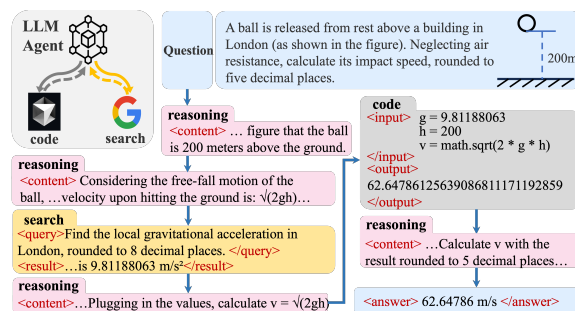 LLM
Agent
code
search
Question
A ball is released from rest above a building in
London (as shown in the figure). Neglecting air
resistance, calculate its impact speed, rounded to
five decimal places.
200m
reasoning
<content> … figure that the ball
is 200 meters above the ground.
reasoning
<content> Considering the free-fall motion of the
ball, …velocity upon hitting the ground is: √(2gh)…
search
<query>Find the local gravitational acceleration in
London, rounded to 8 decimal places. </query>
<result>…is 9.81188063 m/s²</result>
reasoning
<content>…Plugging in the values, calculate v = √(2gh)
code
<input> g = 9.81188063
h = 200
v = math.sqrt(2 * g * h)
</input>
<output>
62.64786125639086811171192859
</output>
reasoning
<content> …Calculate v with the
result rounded to 5 decimal places…
<answer> 62.64786 m/s </answer>